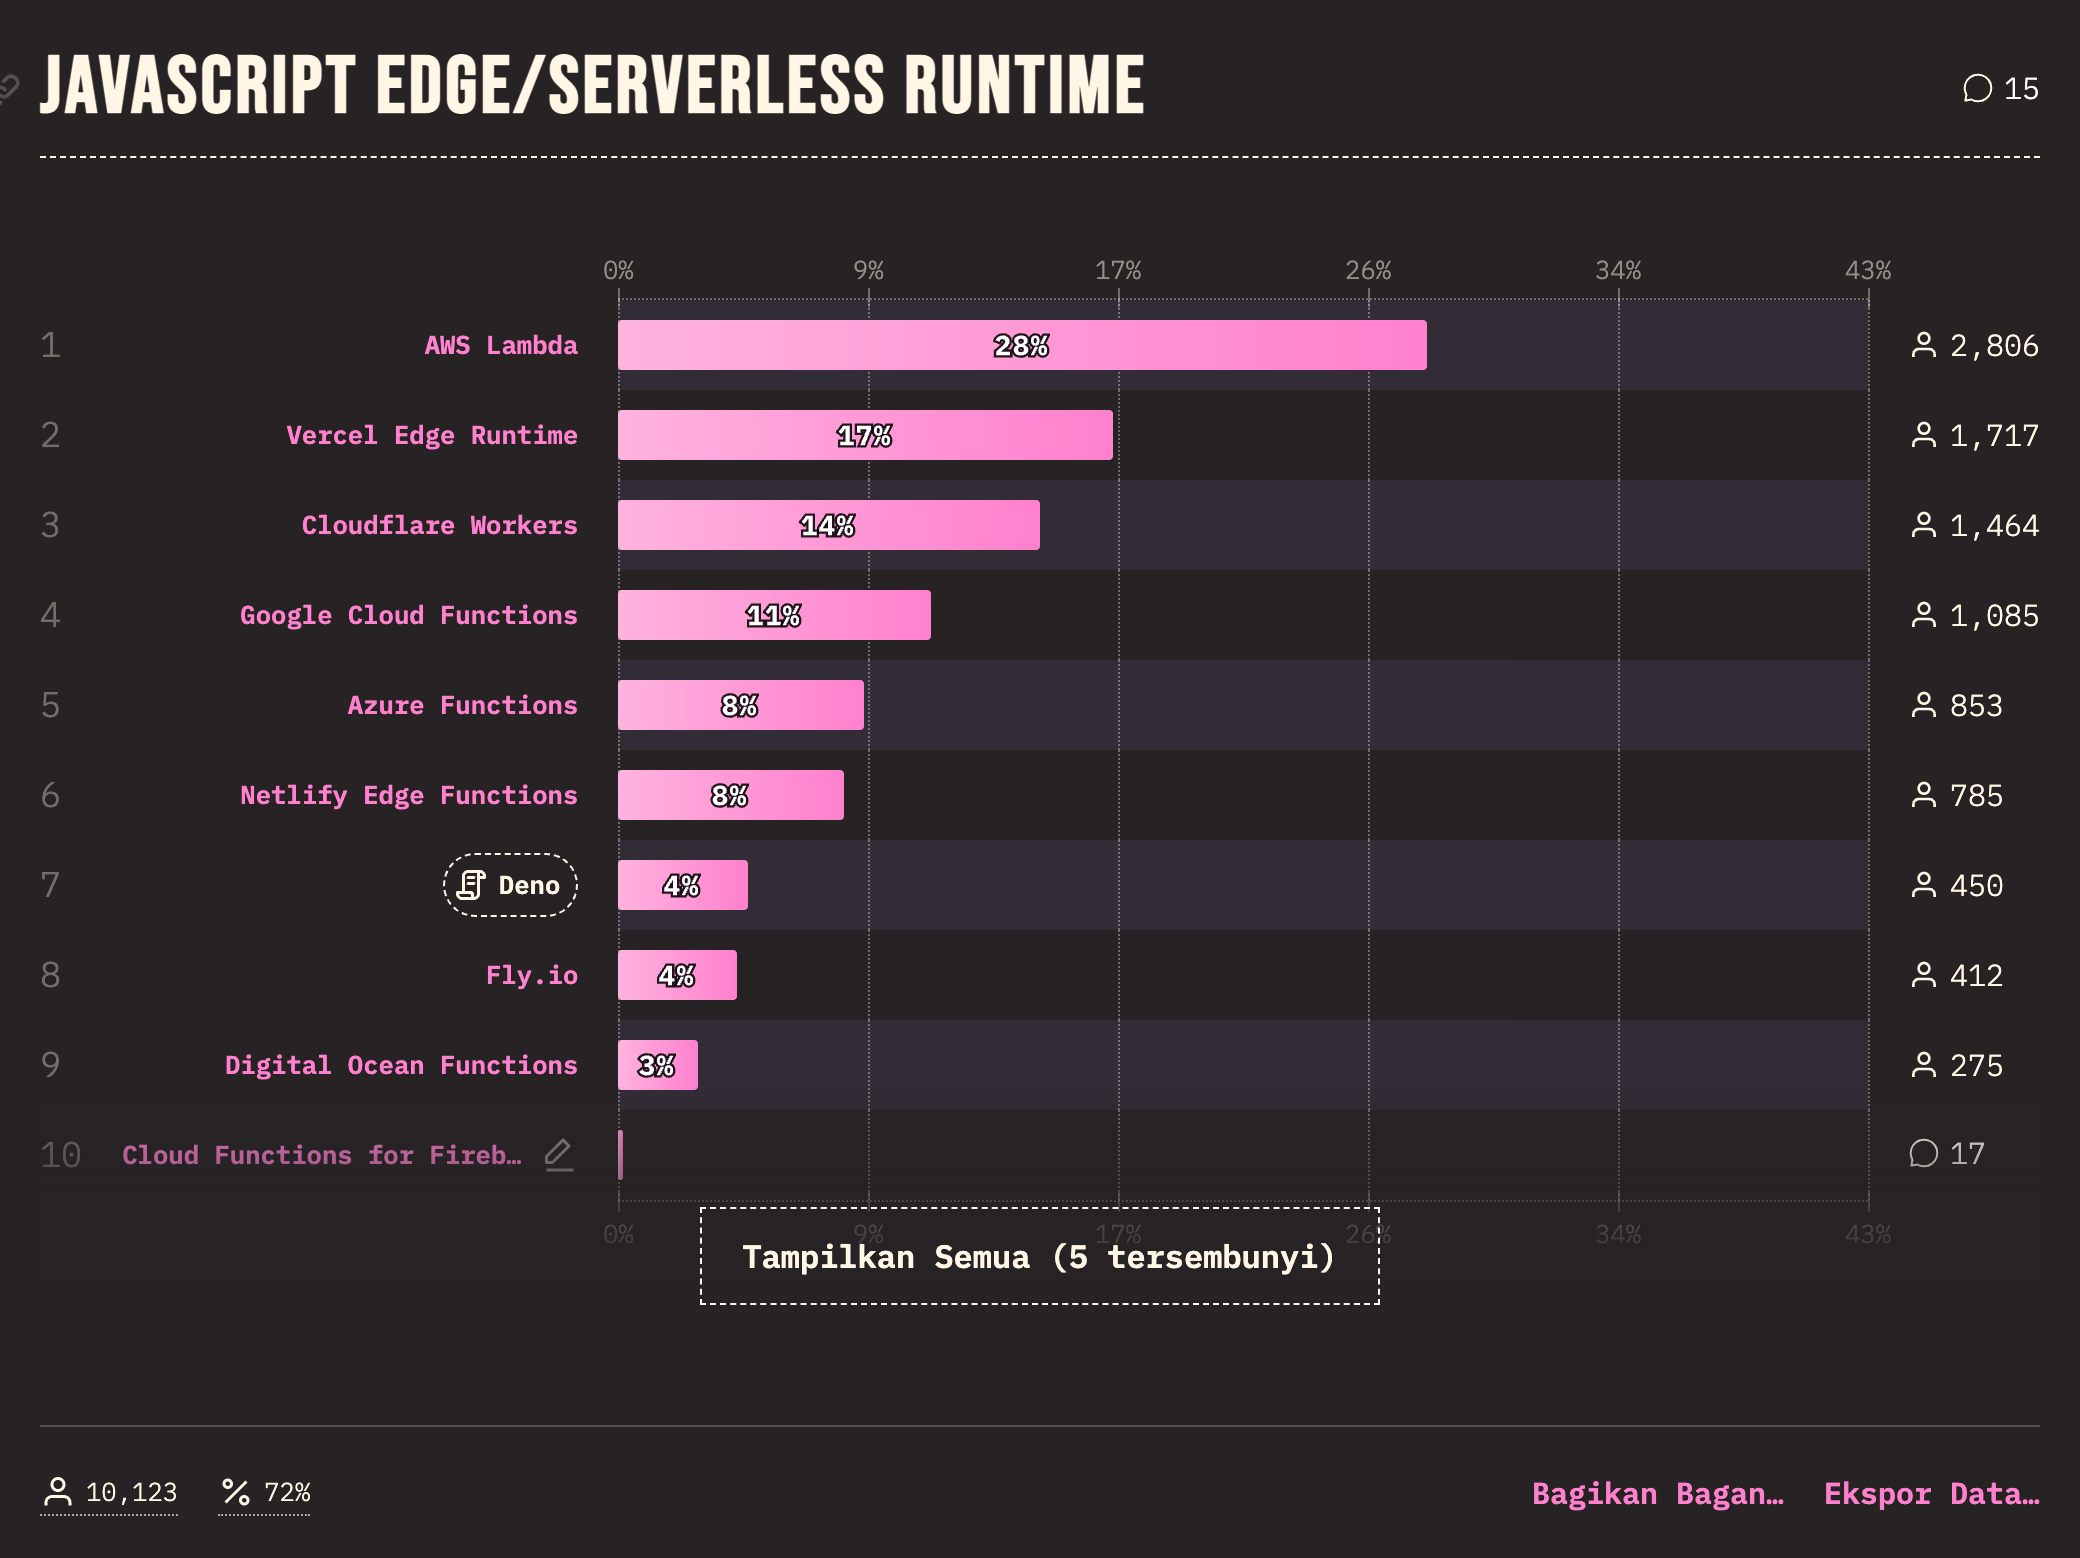 JAVASCRIPT EDGE/SERVERLESS RUNTIME
15
0% 9% 17% 26% 34% 43%
1 AWS Lambda 28% 2,806
2 Vercel Edge Runtime 17% 1,717
3 Cloudflare Workers 14% 1,464
4 Google Cloud Functions 11% 1,085
5 Azure Functions 8% 853
6 Netlify Edge Functions 8% 785
7 Deno 4% 450
8 Fly.io 4% 412
9 Digital Ocean Functions 3% 275
10 Cloud Functions for Fireb… 17
0% 9% 17% 26% 34% 43%
Tampilkan Semua (5 tersembunyi)
10,123 72% Bagikan Bagan… Ekspor Data…